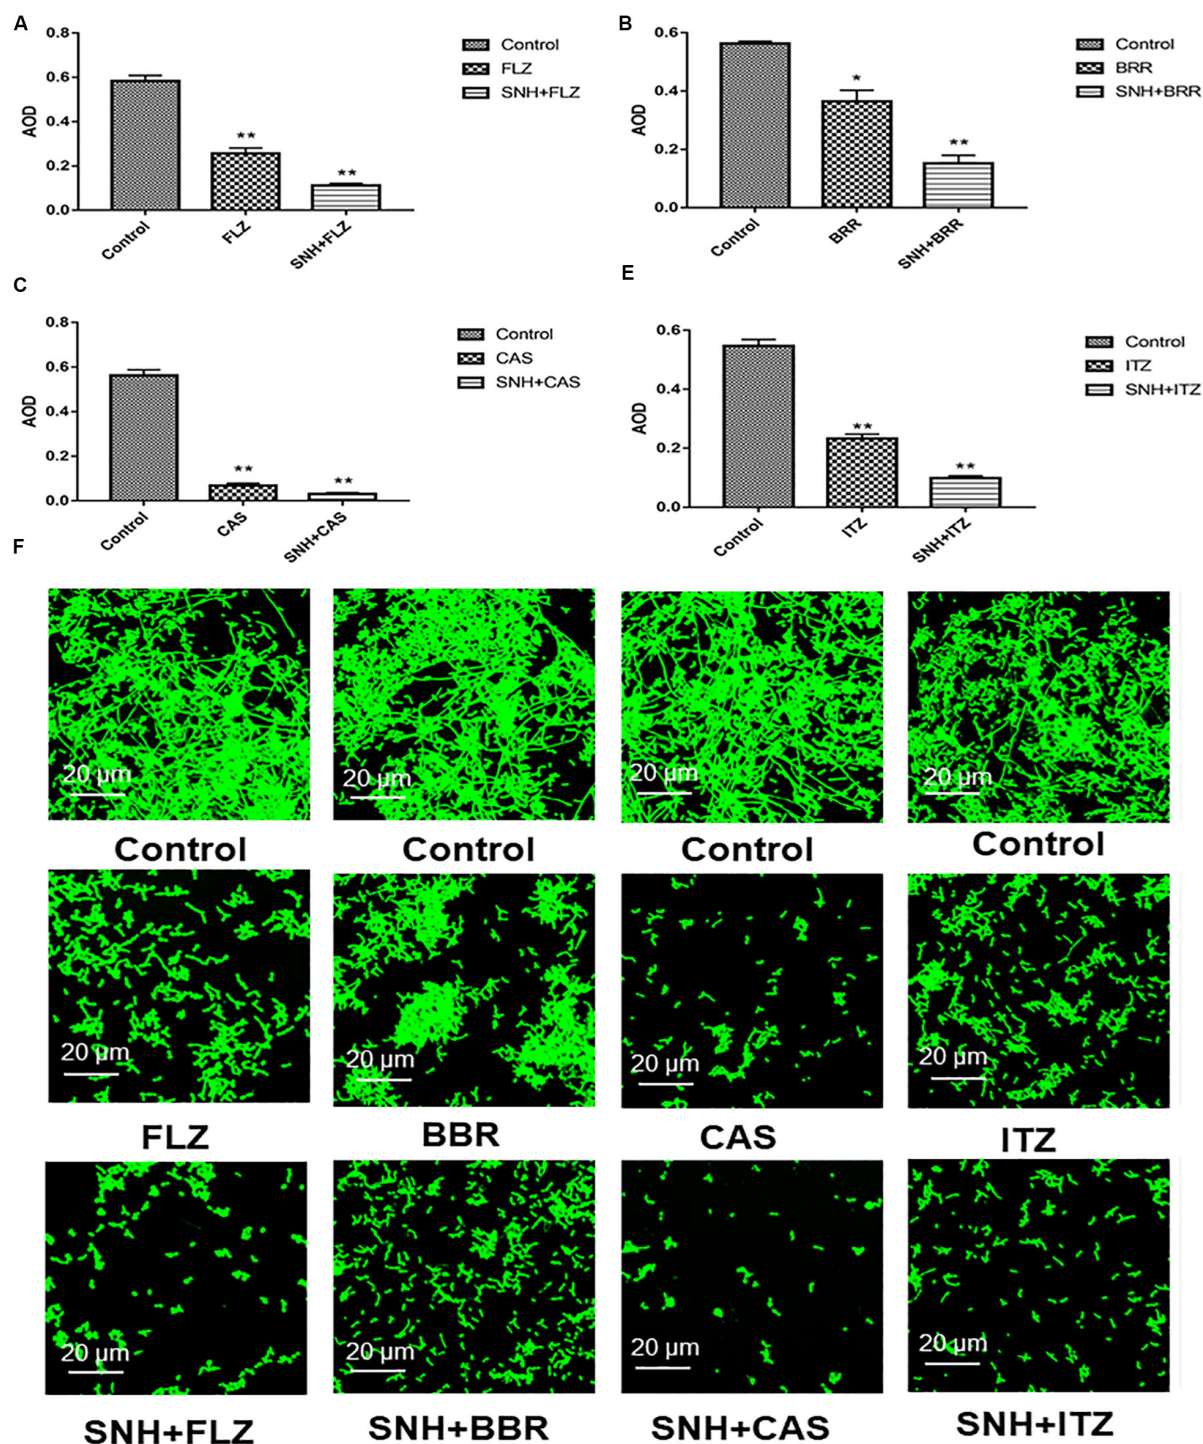 A
0.8
0.6
0.4
0.2
0.0
AOD
Control
FLZ
SNH+FLZ
**
**
Control
FLZ
SNH+FLZ
B
0.6
0.4
0.2
0.0
AOD
Control
BRR
SNH+BRR
*
**
Control
BRR
SNH+BRR
C
0.8
0.6
0.4
0.2
0.0
AOD
Control
CAS
SNH+CAS
**
**
Control
CAS
SNH+CAS
E
0.6
0.4
0.2
0.0
AOD
Control
ITZ
SNH+ITZ
**
**
Control
ITZ
SNH+ITZ
F
20 µm
20 µm
20 µm
20 µm
Control
Control
Control
Control
20 µm
20 µm
20 µm
20 µm
FLZ
BBR
CAS
ITZ
20 µm
20 µm
20 µm
20 µm
SNH+FLZ
SNH+BBR
SNH+CAS
SNH+ITZ